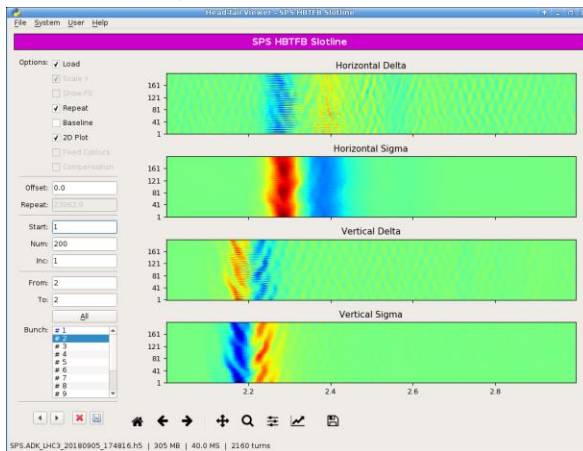 Head-Tail Viewer - SPS HBTFB Slotline
File System User Help
SPS HBTFB Slotline
Options: Load
Scale Y
Show FS
Repeat
Baseline
2D Plot
Fixed Colours
Compensation
Offset: 0.0
Repeat:
Start: 1
Num: 200
Inc: 1
From: 2
To: 2
All
Bunch: # 1
# 2
# 3
# 4
# 5
# 6
# 7
# 8
# 9
Horizontal Delta
161
121
81
41
1
Horizontal Sigma
161
121
81
41
1
Vertical Delta
161
121
81
41
1
Vertical Sigma
161
121
81
41
1
2.2 2.4 2.6 2.8
SPS.ADK_LHC3_20180905_174816.h5 | 305 MB | 40.0 MS | 2160 turns